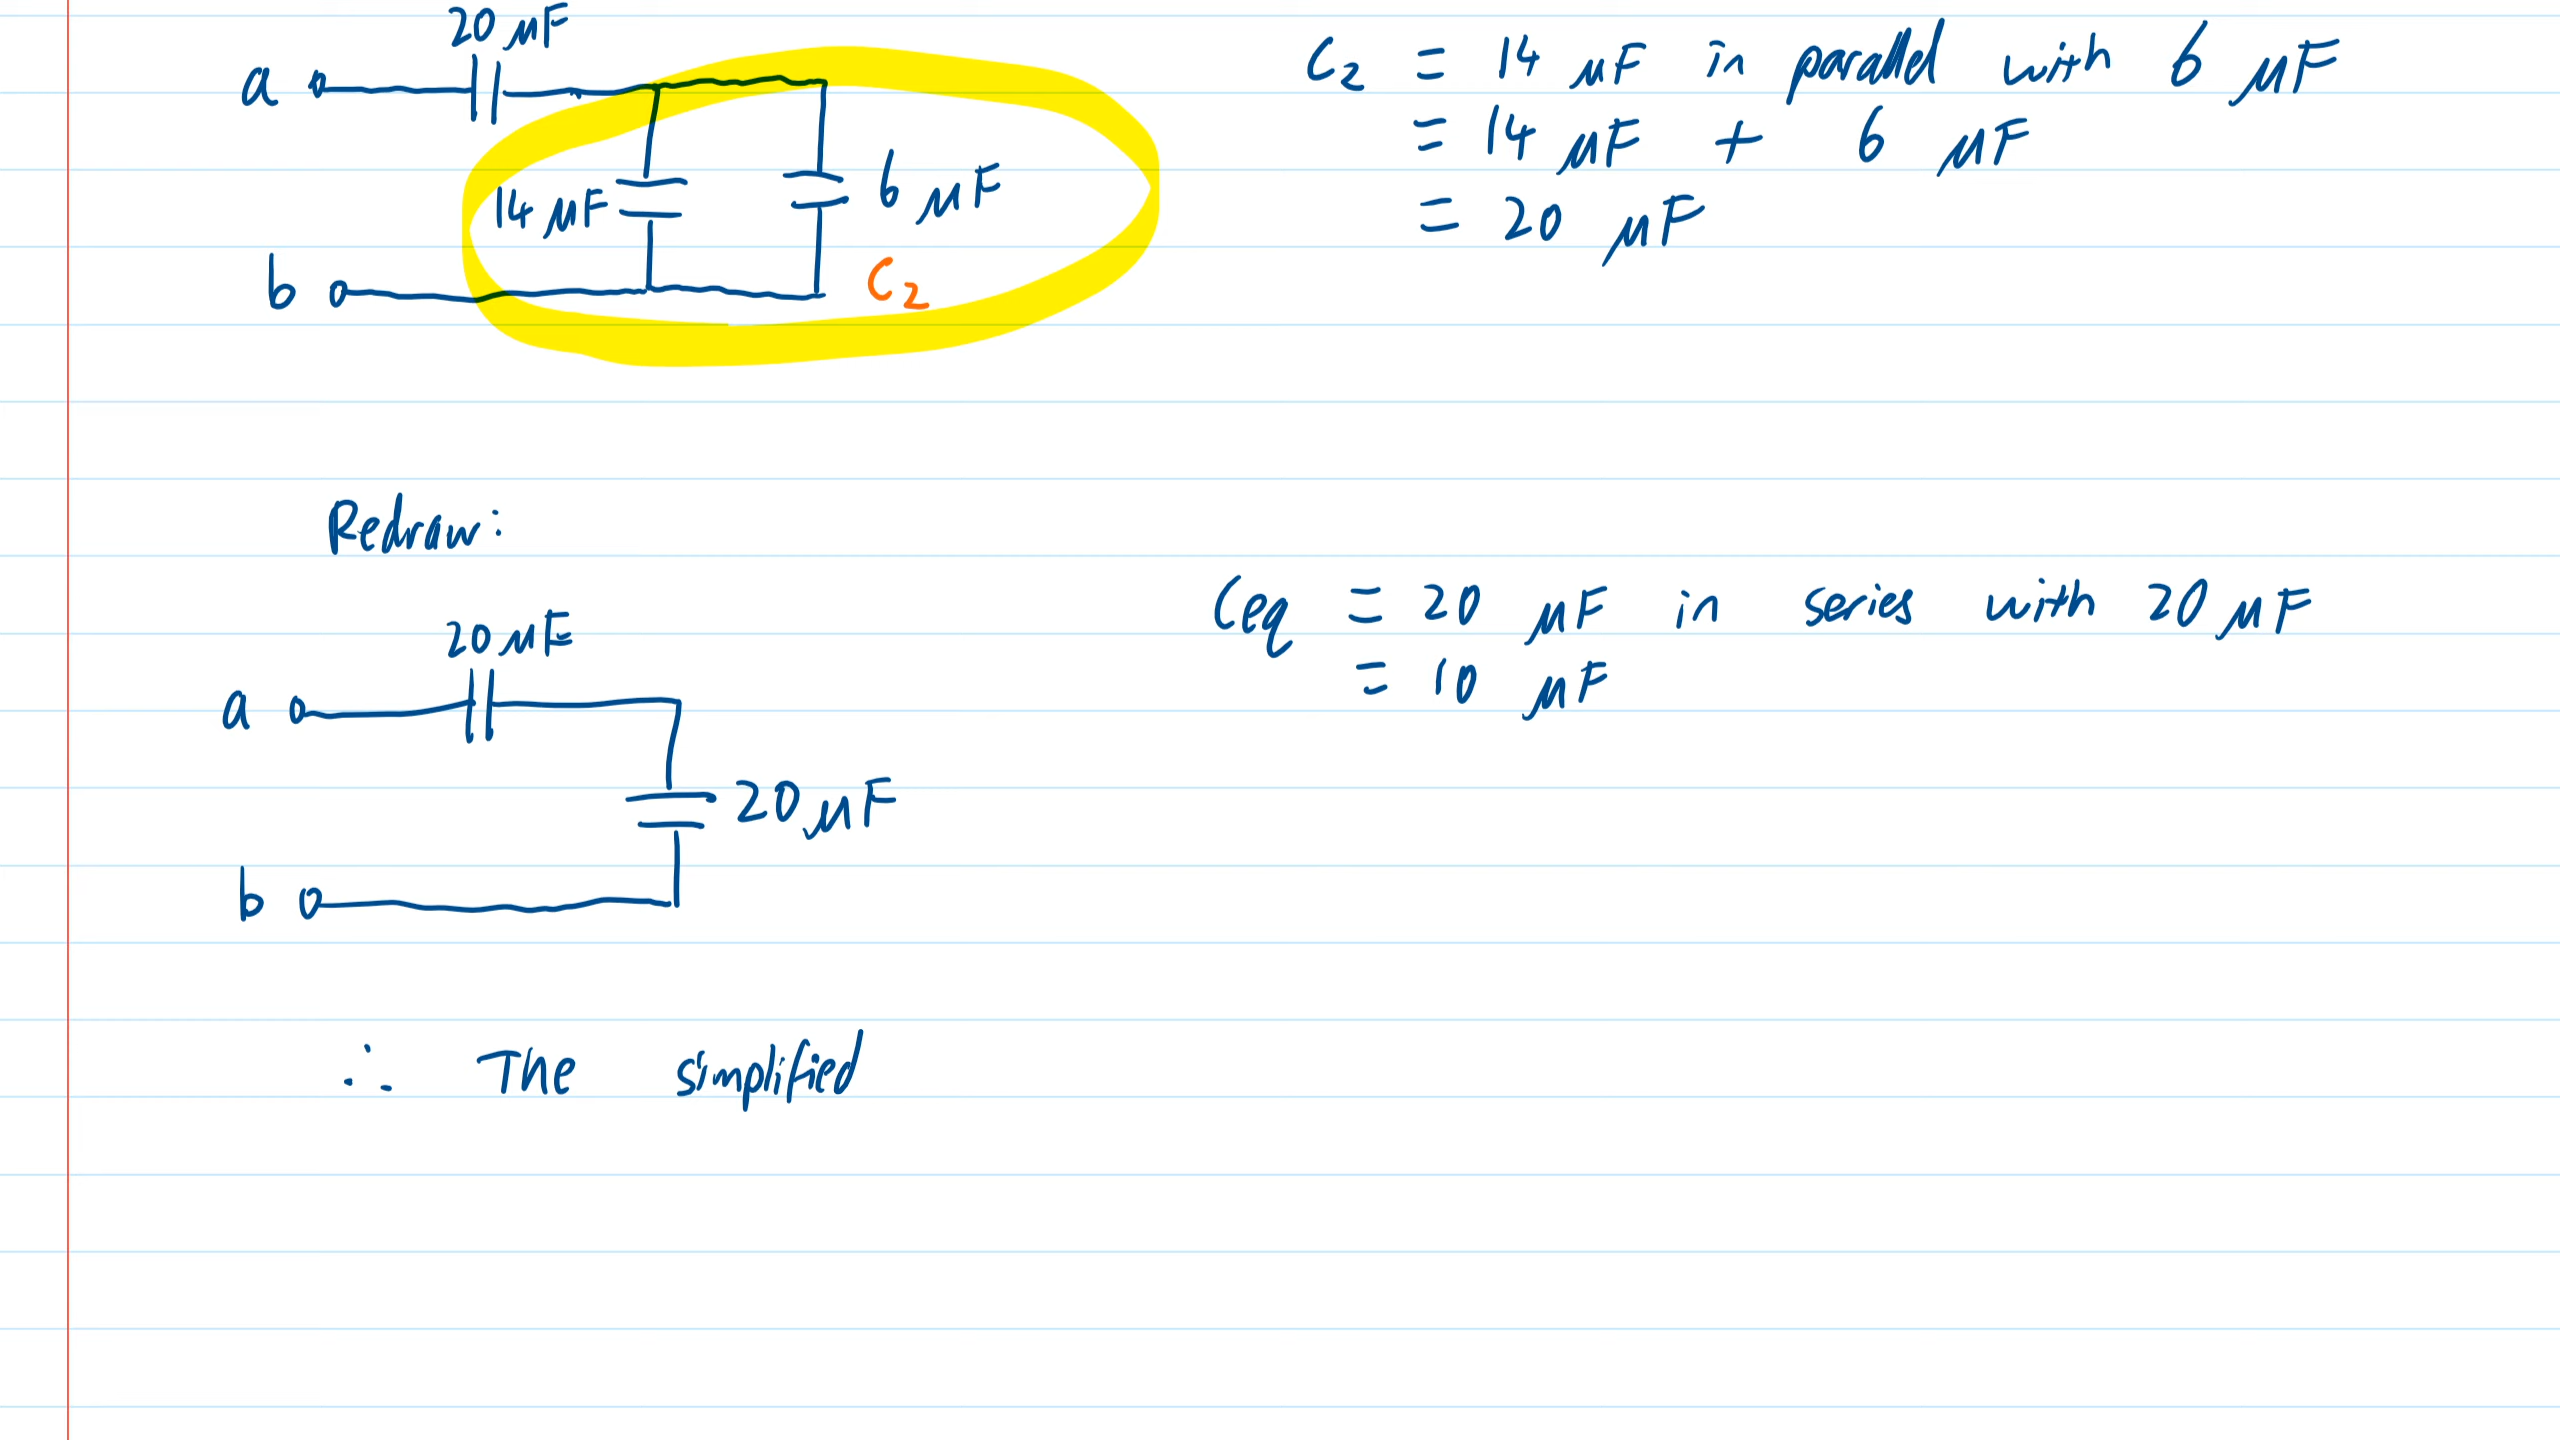 20 μF
a
14 μF
6 μF
b
C₂
C₂ = 14 μF in parallel with 6 μF
= 14 μF + 6 μF
= 20 μF
Redraw:
20 μF
a
20 μF
b
Ceq = 20 μF in series with 20 μF
= 10 μF
∴ The simplified